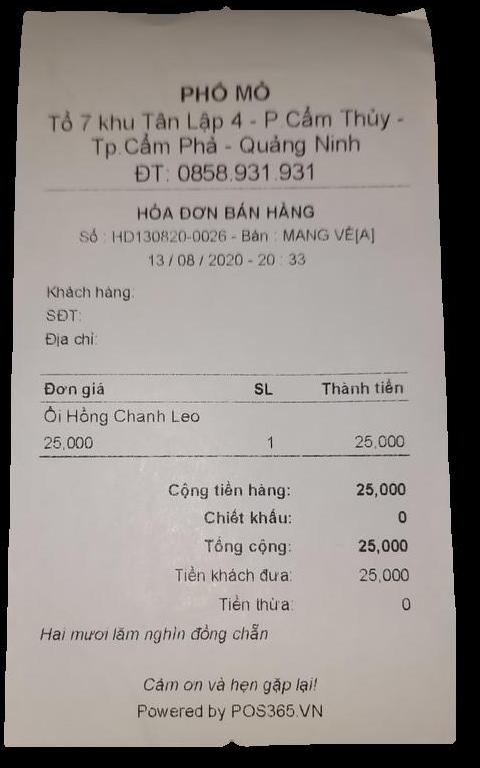 PHỐ MỎ
Tổ 7 khu Tân Lập 4 - P.Cẩm Thủy -
Tp.Cẩm Phả - Quảng Ninh
ĐT: 0858.931.931
HÓA ĐƠN BÁN HÀNG
Số : HD130820-0026 - Bàn : MANG VỀ[A]
13 / 08 / 2020 - 20 : 33
Khách hàng:
SĐT:
Địa chỉ:
Đơn giá SL Thành tiền
Ổi Hồng Chanh Leo
25,000 1 25,000
Cộng tiền hàng: 25,000
Chiết khấu: 0
Tổng cộng: 25,000
Tiền khách đưa: 25,000
Tiền thừa: 0
Hai mươi lăm nghìn đồng chẵn
Cảm ơn và hẹn gặp lại!
Powered by POS365.VN